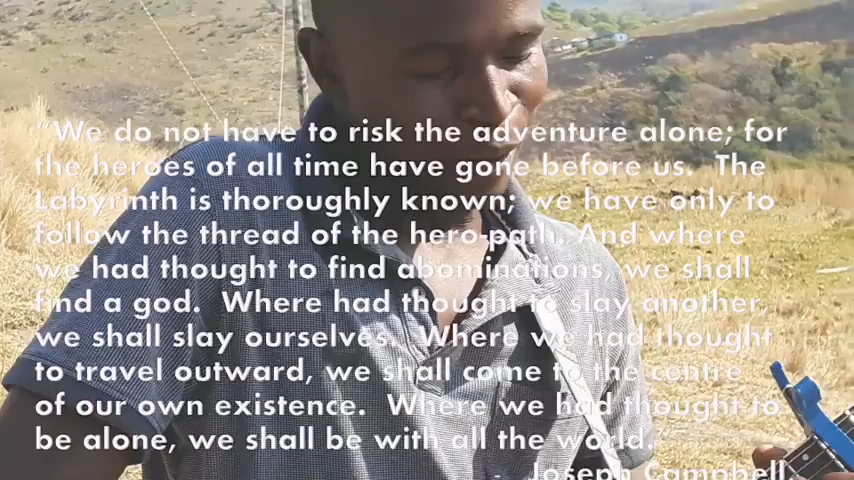 “We do not have to risk the adventure alone; for
the heroes of all time have gone before us. The
Labyrinth is thoroughly known; we have only to
follow the thread of the hero-path. And where
we had thought to find abominations, we shall
find a god. Where we had thought to slay another,
we shall slay ourselves. Where we had thought
to travel outward, we shall come to the centre
of our own existence. Where we had thought to
be alone, we shall be with all the world.”
- Joseph Campbell